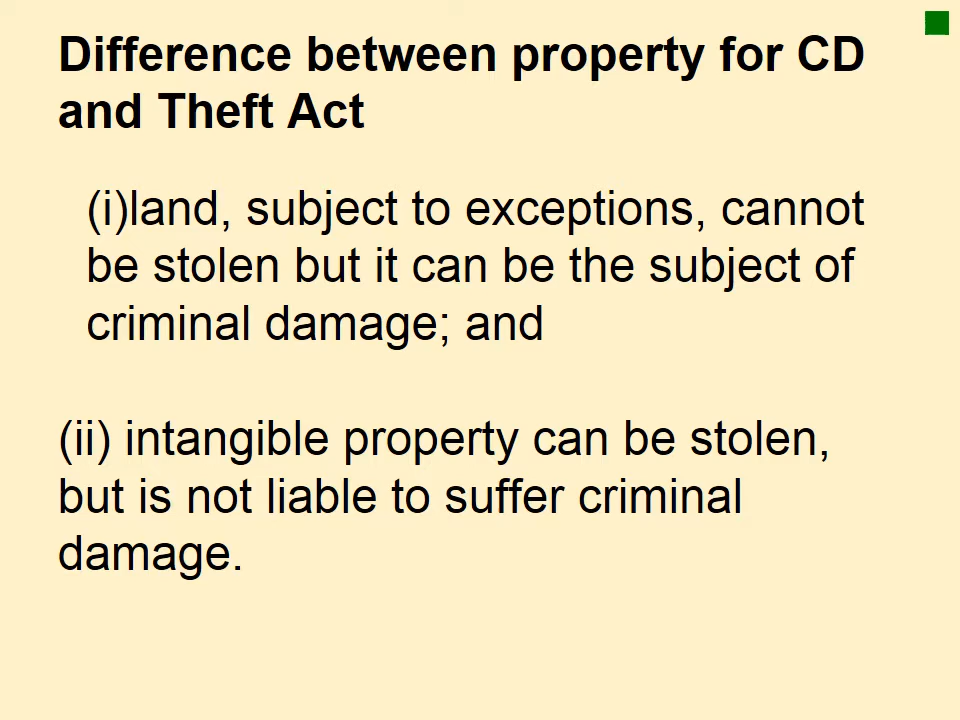 Difference between property for CD
and Theft Act
(i)land, subject to exceptions, cannot
be stolen but it can be the subject of
criminal damage; and
(ii) intangible property can be stolen,
but is not liable to suffer criminal
damage.